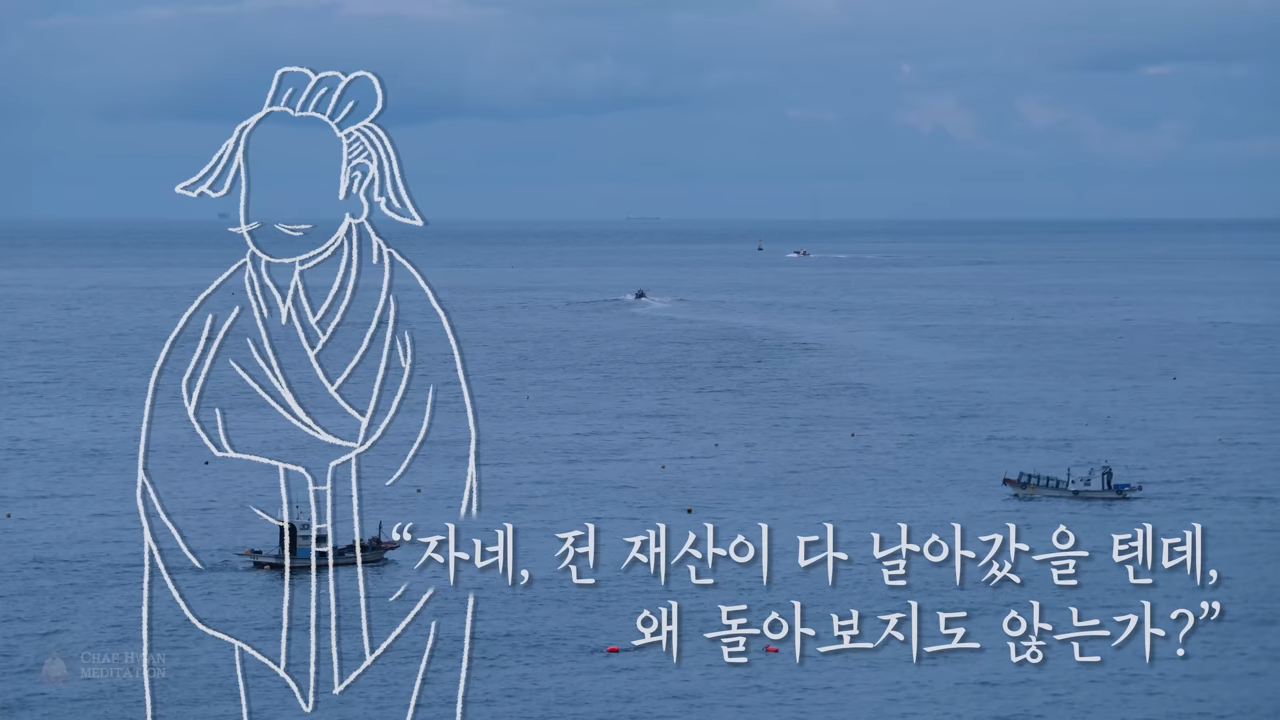 “자네, 전 재산이 다 날아갔을 텐데,
왜 돌아보지도 않는가?”
CHAE HWAN
MEDITATION